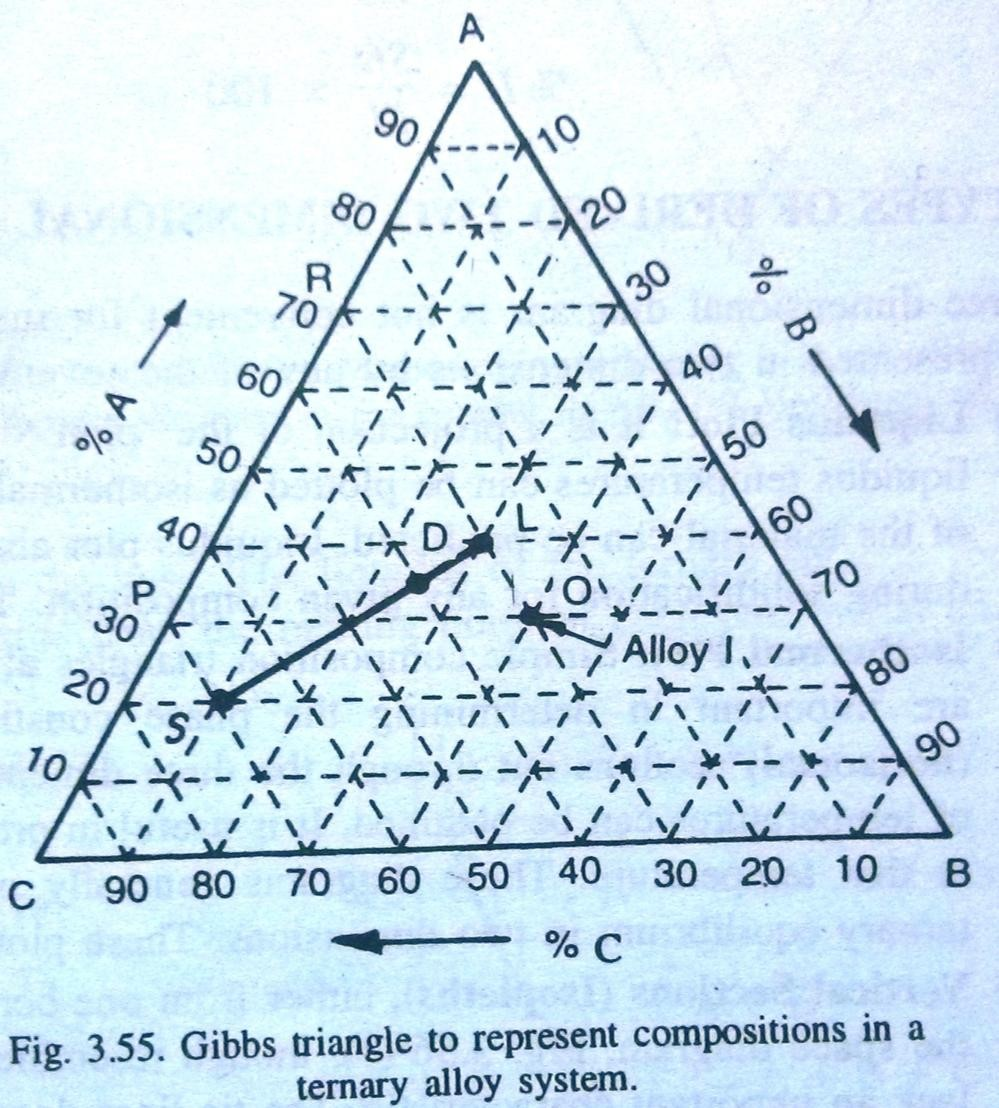 A
90 10
80 20
R
70 30
% B
60 40
% A
50 50
40 D L 60
P O
30 70
Alloy I
20 80
S
10 90
C 90 80 70 60 50 40 30 20 10 B
% C
Fig. 3.55. Gibbs triangle to represent compositions in a
ternary alloy system.